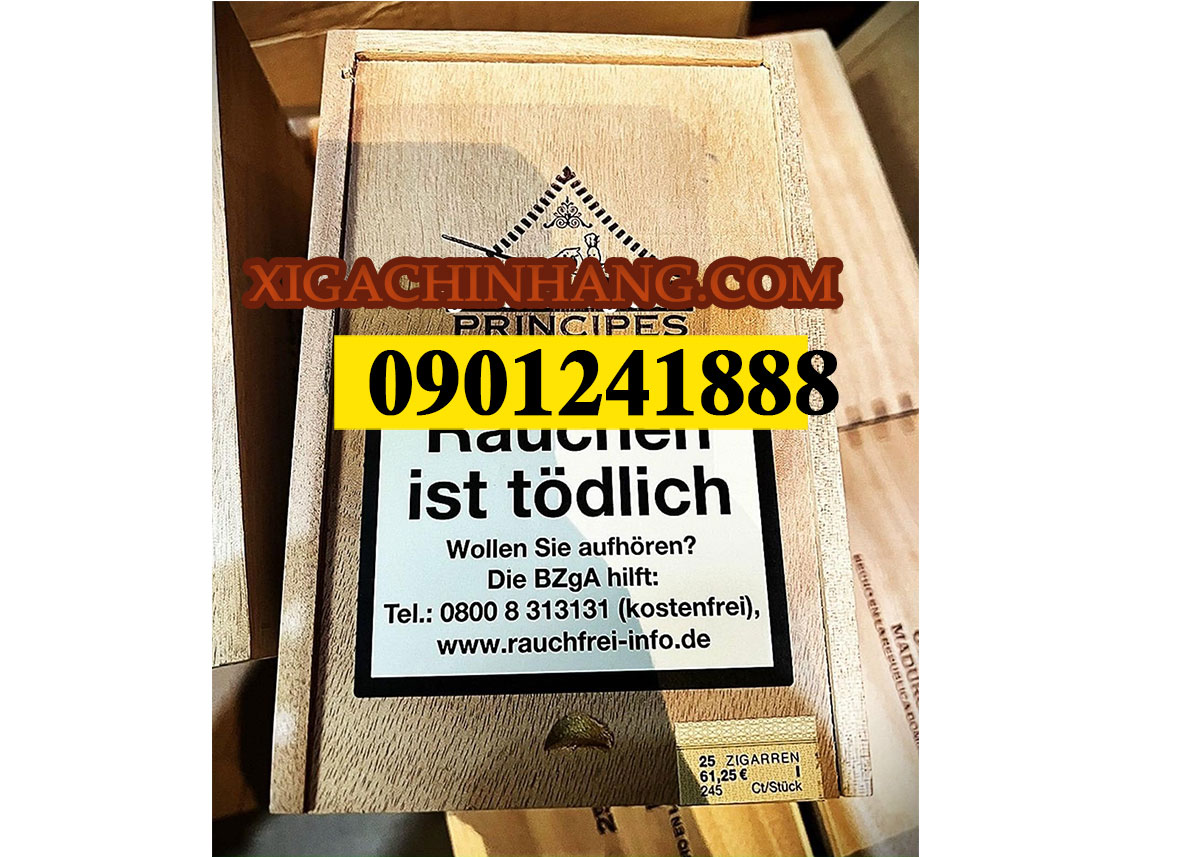 XIGACHINHANG.COM
PRINCIPES
0901241888
Rauchen
ist tödlich
Wollen Sie aufhören?
Die BZgA hilft:
Tel.: 0800 8 313131 (kostenfrei),
www.rauchfrei-info.de
25 ZIGARREN
61,25 € I
245 Ct/Stück